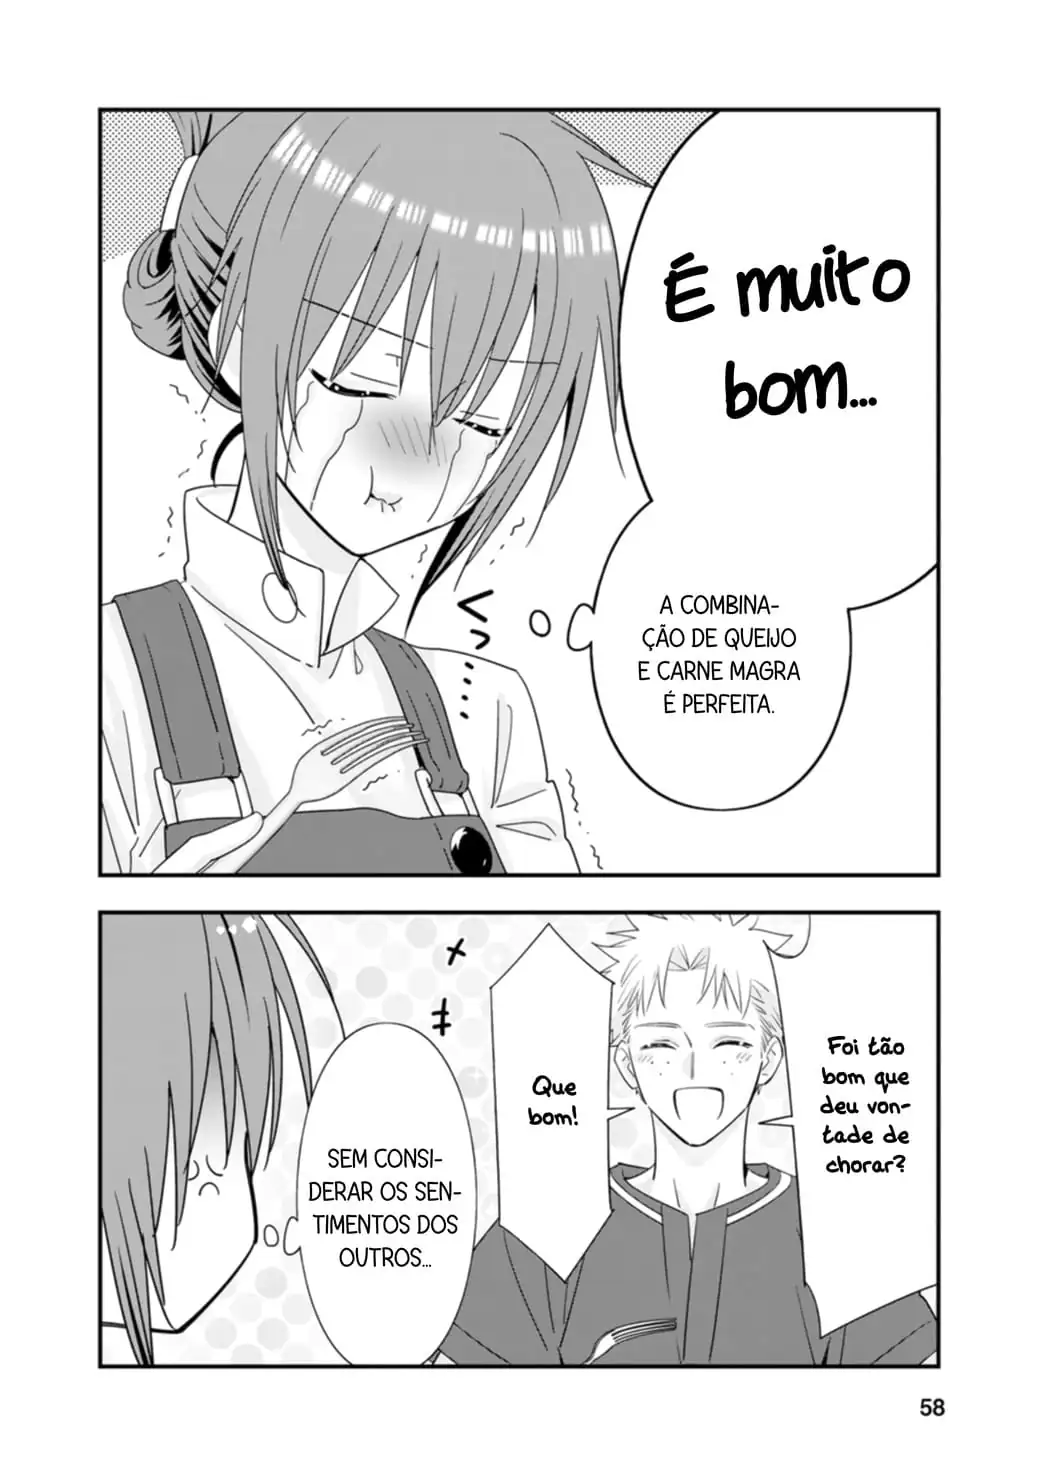 É muito
bom...
A COMBINA-
ÇÃO DE QUEIJO
E CARNE MAGRA
É PERFEITA.
Foi tão
bom que
deu von-
tade de
chorar?
Que
bom!
SEM CONSI-
DERAR OS SEN-
TIMENTOS DOS
OUTROS...
58